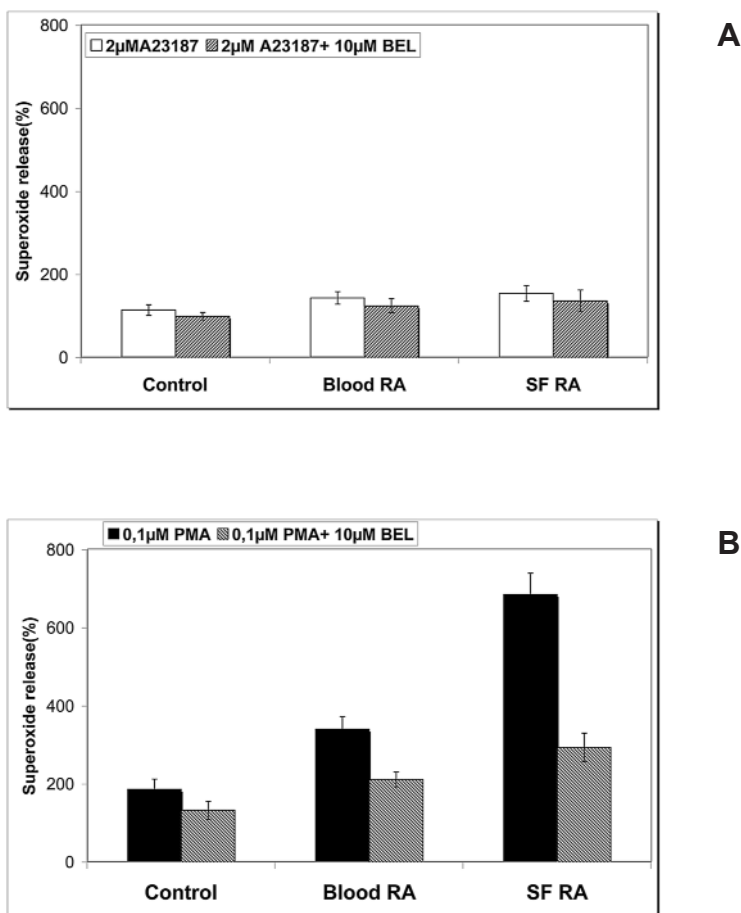 A
800
2µMA23187 2µM A23187+ 10µM BEL
600
400
200
0
Superoxide release(%)
Control Blood RA SF RA
B
0,1µM PMA 0,1µM PMA+ 10µM BEL
800
600
400
200
0
Superoxide release(%)
Control Blood RA SF RA